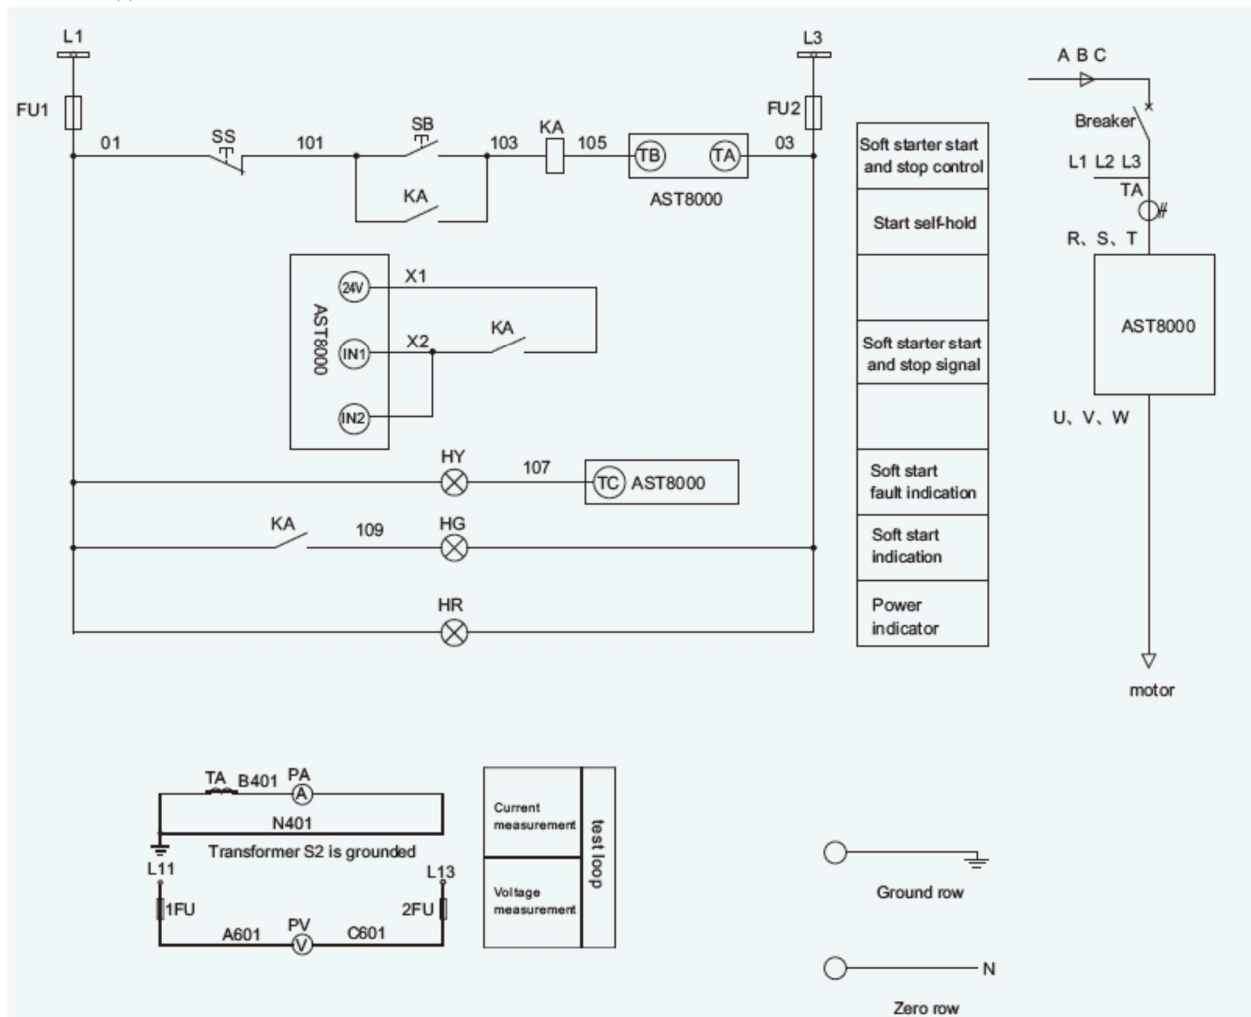 L1
L3
FU1
FU2
01
SS
101
SB
103
KA
105
TB
TA
03
AST8000
KA
Soft starter start
and stop control
Start self-hold
Soft starter start
and stop signal
Soft start
fault indication
Soft start
indication
Power
indicator
AST8000
24V
X1
IN1
X2
KA
IN2
HY
107
TC
AST8000
KA
109
HG
HR
A B C
Breaker
L1 L2 L3
TA
R、S、T
AST8000
U、V、W
motor
TA
B401
PA
A
N401
Transformer S2 is grounded
L11
L13
1FU
2FU
A601
PV
V
C601
Current
measurement
Voltage
measurement
test loop
Ground row
N
Zero row